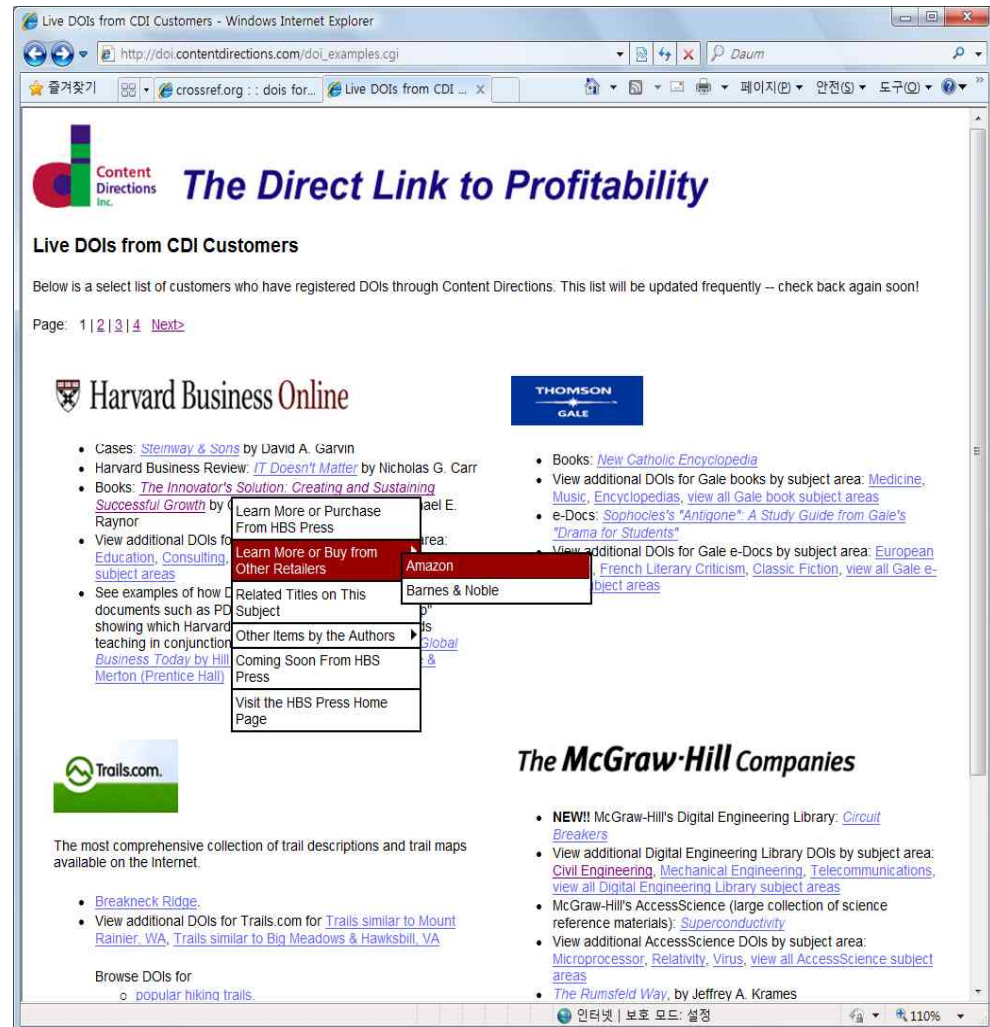 Live DOIs from CDI Customers - Windows Internet Explorer
http://doi.contentdirections.com/doi_examples.cgi
Daum
즐겨찾기
crossref.org : : dois for...
Live DOIs from CDI ... x
페이지(P)
안전(S)
도구(O)
Content
Directions
Inc.
The Direct Link to Profitability
Live DOIs from CDI Customers
Below is a select list of customers who have registered DOIs through Content Directions. This list will be updated frequently -- check back again soon!
Page: 1 | 2 | 3 | 4 Next>
Harvard Business Online
• Cases: Steinway & Sons by David A. Garvin
• Harvard Business Review: IT Doesn't Matter by Nicholas G. Carr
• Books: The Innovator's Solution: Creating and Sustaining
Successful Growth by
Raynor
• View additional DOIs
Education, Consulting,
subject areas
• See examples of how
documents such as
showing which Harvard
teaching in conjunction Global
Business Today by Hill &
Merton (Prentice Hall)
Learn More or Purchase
From HBS Press
Learn More or Buy from
Other Retailers
Related Titles on This
Subject
Other Items by the Authors
Coming Soon From HBS
Press
Visit the HBS Press Home
Page
Amazon
Barnes & Noble
THOMSON
GALE
• Books: New Catholic Encyclopedia
• View additional DOIs for Gale books by subject area: Medicine,
Music, Encyclopedias, view all Gale book subject areas
• e-Docs: Sophocles's "Antigone": A Study Guide from Gale's
"Drama for Students"
• View additional DOIs for Gale e-Docs by subject area: European
French Literary Criticism, Classic Fiction, view all Gale e-
subject areas
Trails.com.
The most comprehensive collection of trail descriptions and trail maps
available on the Internet.
• Breakneck Ridge.
• View additional DOIs for Trails.com for Trails similar to Mount
Rainier, WA, Trails similar to Big Meadows & Hawksbill, VA
Browse DOIs for
o popular hiking trails.
The McGraw·Hill Companies
• NEW!! McGraw-Hill's Digital Engineering Library: Circuit
Breakers
• View additional Digital Engineering Library DOIs by subject area:
Civil Engineering, Mechanical Engineering, Telecommunications,
view all Digital Engineering Library subject areas
• McGraw-Hill's AccessScience (large collection of science
reference materials): Superconductivity
• View additional AccessScience DOIs by subject area:
Microprocessor, Relativity, Virus, view all AccessScience subject
areas
• The Rumsfeld Way, by Jeffrey A. Krames
인터넷 | 보호 모드: 설정
110%